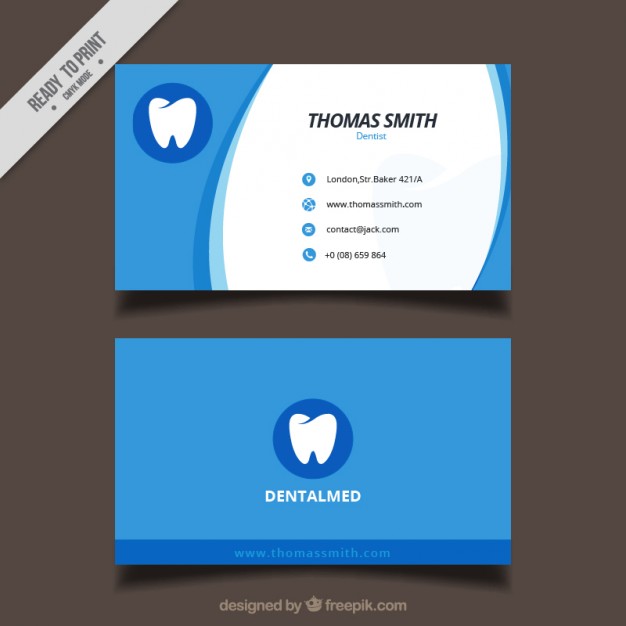 READY TO PRINT
• CMYK MODE •
THOMAS SMITH
Dentist
London,Str.Baker 421/A
www.thomassmith.com
contact@jack.com
+0 (08) 659 864
DENTALMED
www.thomassmith.com
designed by freepik.com